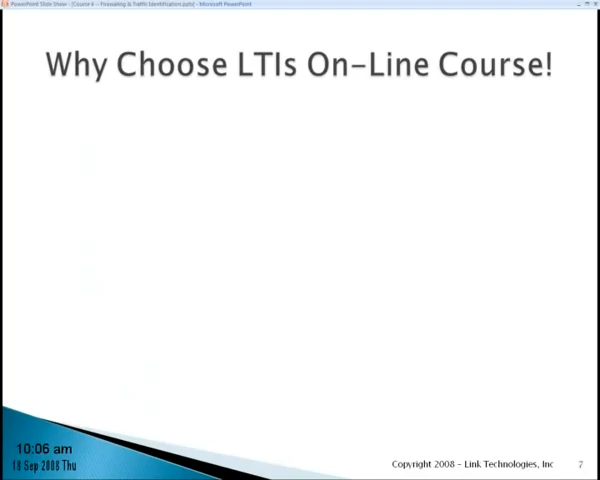 PowerPoint Slide Show - [Course 4 -- Firewalling & Traffic Identification.pptx] - Microsoft PowerPoint
Why Choose LTIs On-Line Course!
10:06 am
18 Sep 2008 Thu
Copyright 2008 - Link Technologies, Inc
7